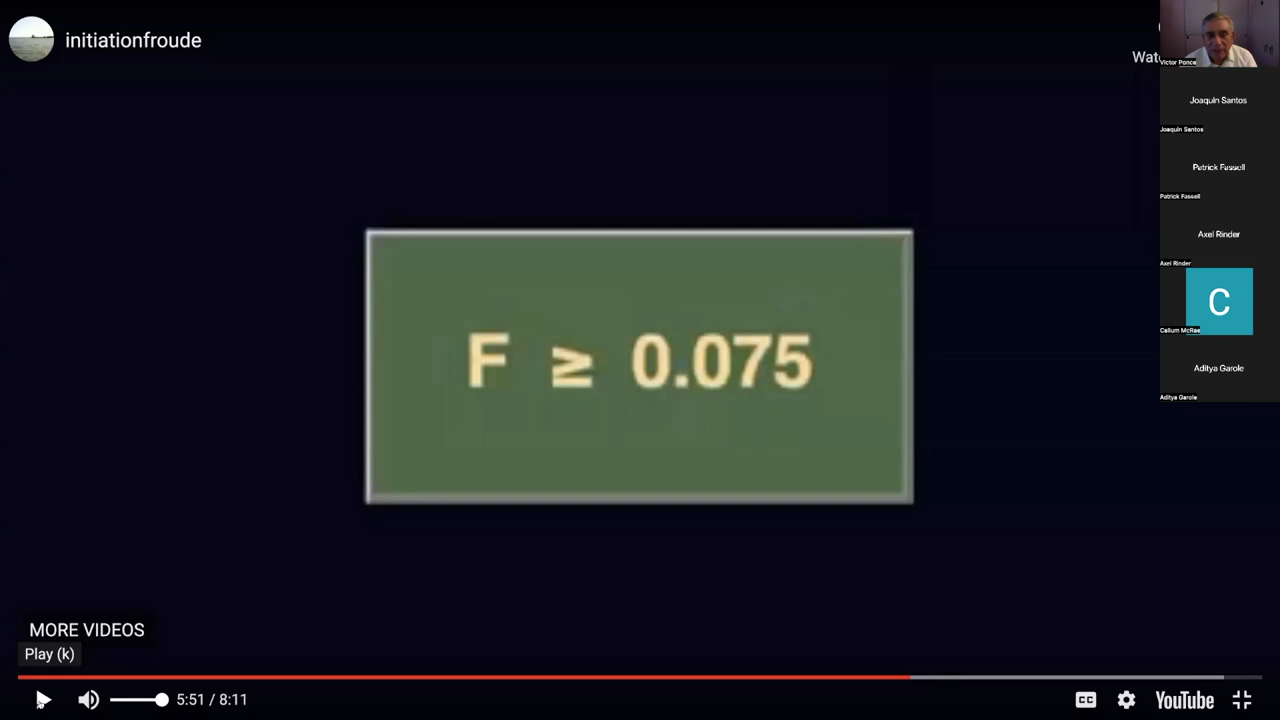 initiationfroude
Victor Ponce
Joaquin Santos
Joaquin Santos
Patrick Fassell
Patrick Fassell
Axel Rinder
Axel Rinder
C
Callum McRae
Aditya Garole
Aditya Garole
F ≥ 0.075
MORE VIDEOS
Play (k)
5:51 / 8:11
CC
YouTube